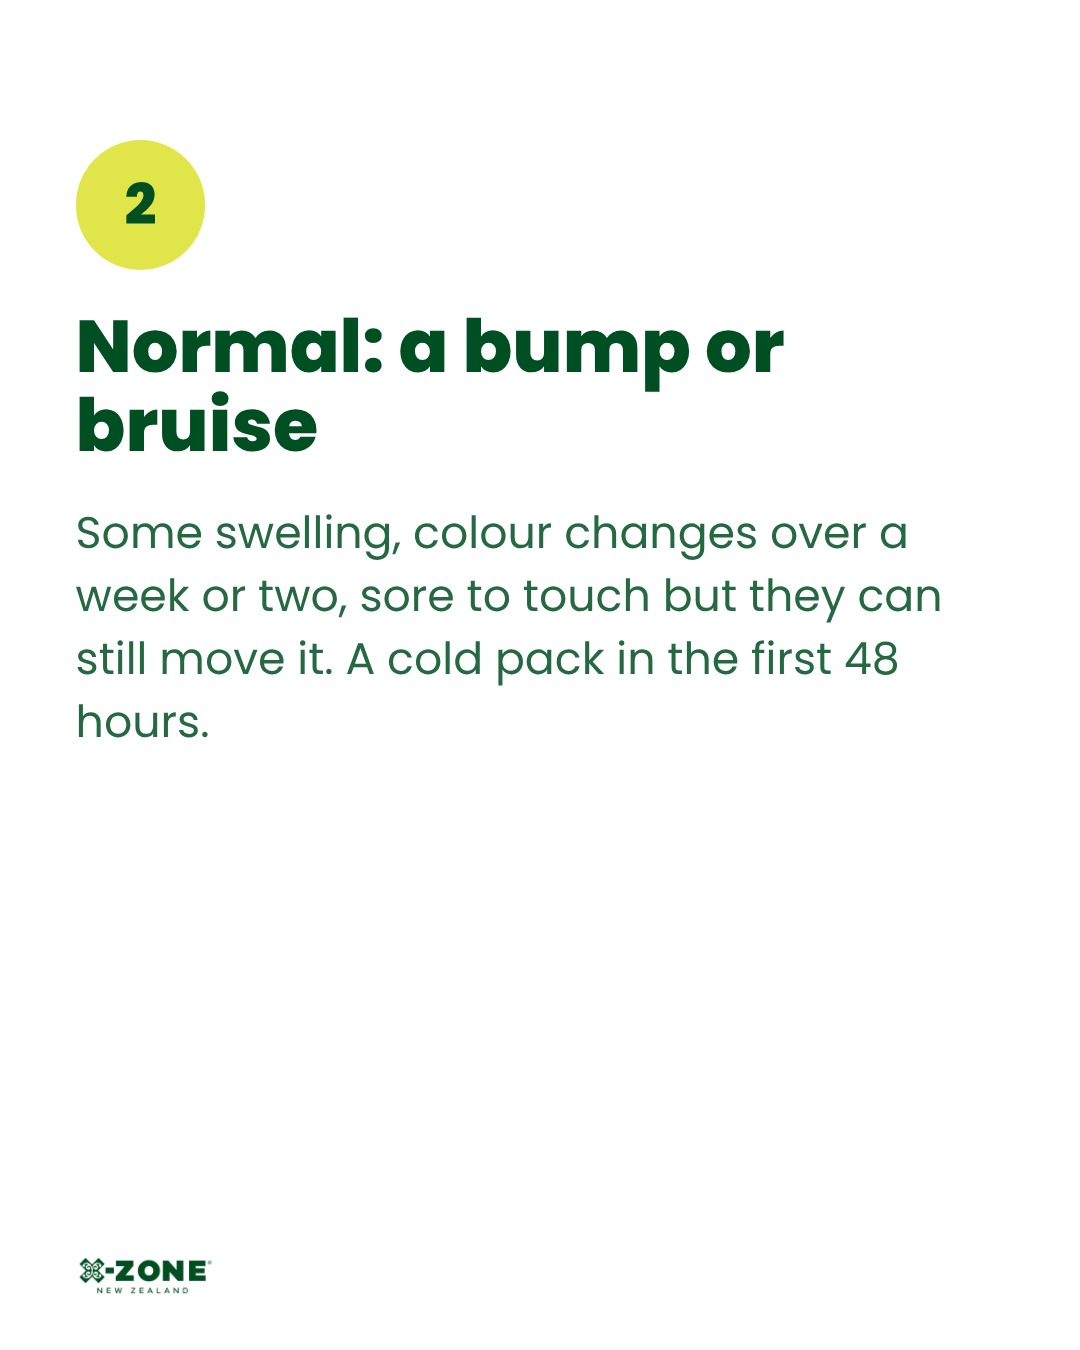 2
Normal: a bump or
bruise
Some swelling, colour changes over a
week or two, sore to touch but they can
still move it. A cold pack in the first 48
hours.
X-ZONE®
NEW ZEALAND